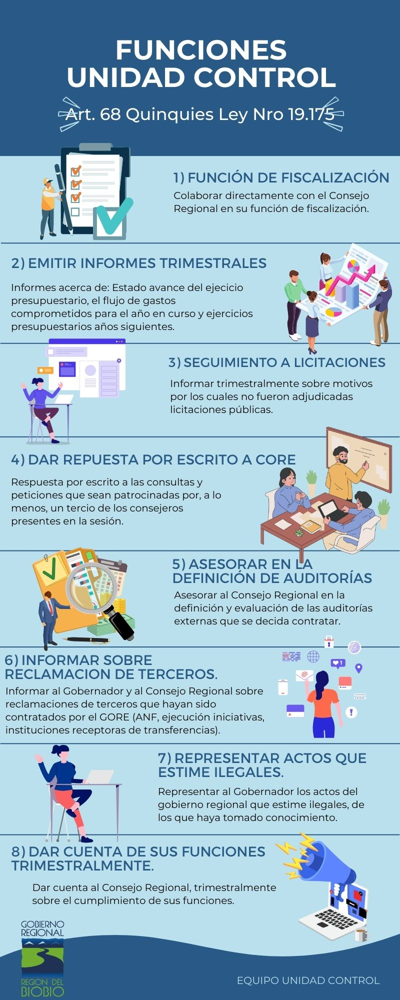 FUNCIONES
UNIDAD CONTROL
Art. 68 Quinquies Ley Nro 19.175
1) FUNCIÓN DE FISCALIZACIÓN
Colaborar directamente con el Consejo
Regional en su función de fiscalización.
2) EMITIR INFORMES TRIMESTRALES
Informes acerca de: Estado avance del ejecicio
presupuestario, el flujo de gastos
comprometidos para el año en curso y ejercicios
presupuestarios años siguientes.
3) SEGUIMIENTO A LICITACIONES
Informar trimestralmente sobre motivos
por los cuales no fueron adjudicadas
licitaciones públicas.
4) DAR REPUESTA POR ESCRITO A CORE
Respuesta por escrito a las consultas y
peticiones que sean patrocinadas por, a lo
menos, un tercio de los consejeros
presentes en la sesión.
5) ASESORAR EN LA
DEFINICIÓN DE AUDITORÍAS
Asesorar al Consejo Regional en la
definición y evaluación de las auditorías
externas que se decida contratar.
6) INFORMAR SOBRE
RECLAMACION DE TERCEROS.
Informar al Gobernador y al Consejo Regional sobre
reclamaciones de terceros que hayan sido
contratados por el GORE (ANF, ejecución iniciativas,
instituciones receptoras de transferencias).
7) REPRESENTAR ACTOS QUE
ESTIME ILEGALES.
Representar al Gobernador los actos del
gobierno regional que estime ilegales, de
los que haya tomado conocimiento.
8) DAR CUENTA DE SUS FUNCIONES
TRIMESTRALMENTE.
Dar cuenta al Consejo Regional, trimestralmente
sobre el cumplimiento de sus funciones.
GOBIERNO
REGIONAL
REGION DEL
BIOBIO
EQUIPO UNIDAD CONTROL